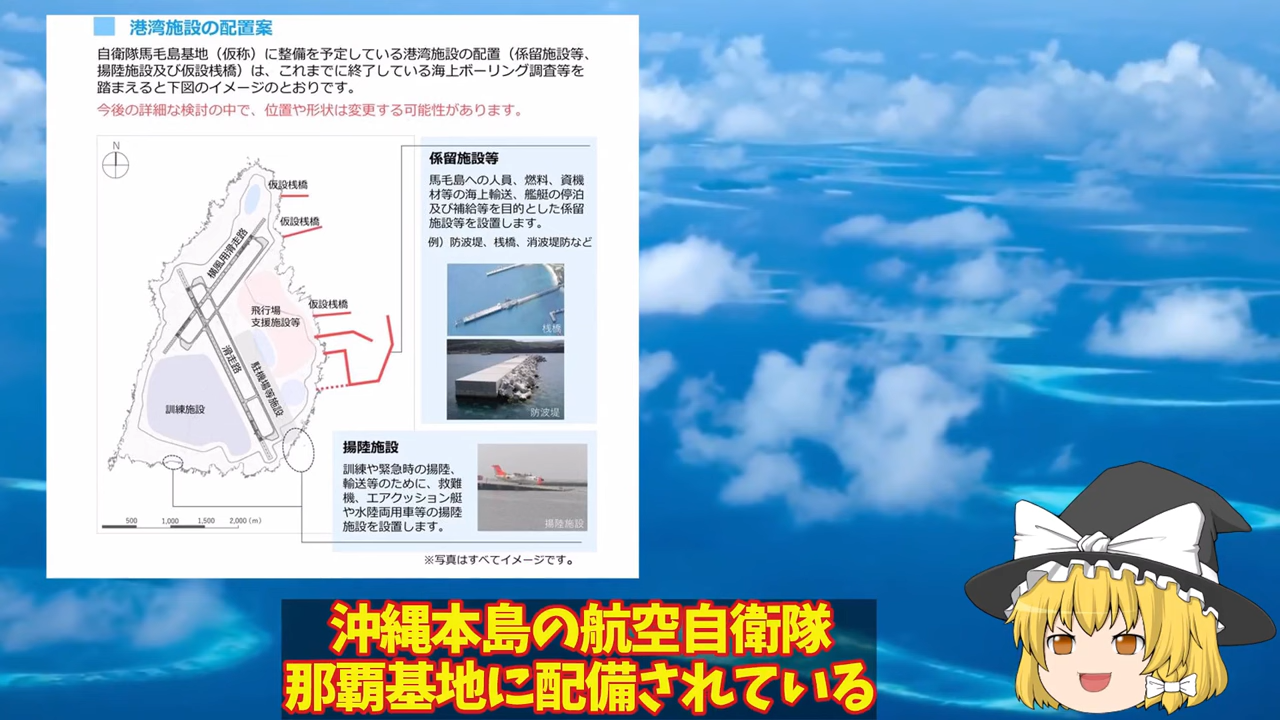 港湾施設の配置案
自衛隊馬毛島基地（仮称）に整備を予定している港湾施設の配置（係留施設等、
揚陸施設及び仮設桟橋）は、これまでに終了している海上ボーリング調査等を
踏まえると下図のイメージのとおりです。
今後の詳細な検討の中で、位置や形状は変更する可能性があります。
N
仮設桟橋
仮設桟橋
横風用滑走路
仮設桟橋
飛行場
支援施設等
滑走路
駐機場等施設
訓練施設
500 1,000 1,500 2,000 (m)
係留施設等
馬毛島への人員、燃料、資機
材等の海上輸送、艦艇の停泊
及び補給等を目的とした係留
施設等を設置します。
例）防波堤、桟橋、消波堤防など
桟橋
防波堤
揚陸施設
訓練や緊急時の揚陸、
輸送等のために、救難
機、エアクッション艇
や水陸両用車等の揚陸
施設を設置します。
揚陸施設
※写真はすべてイメージです。
沖縄本島の航空自衛隊
那覇基地に配備されている